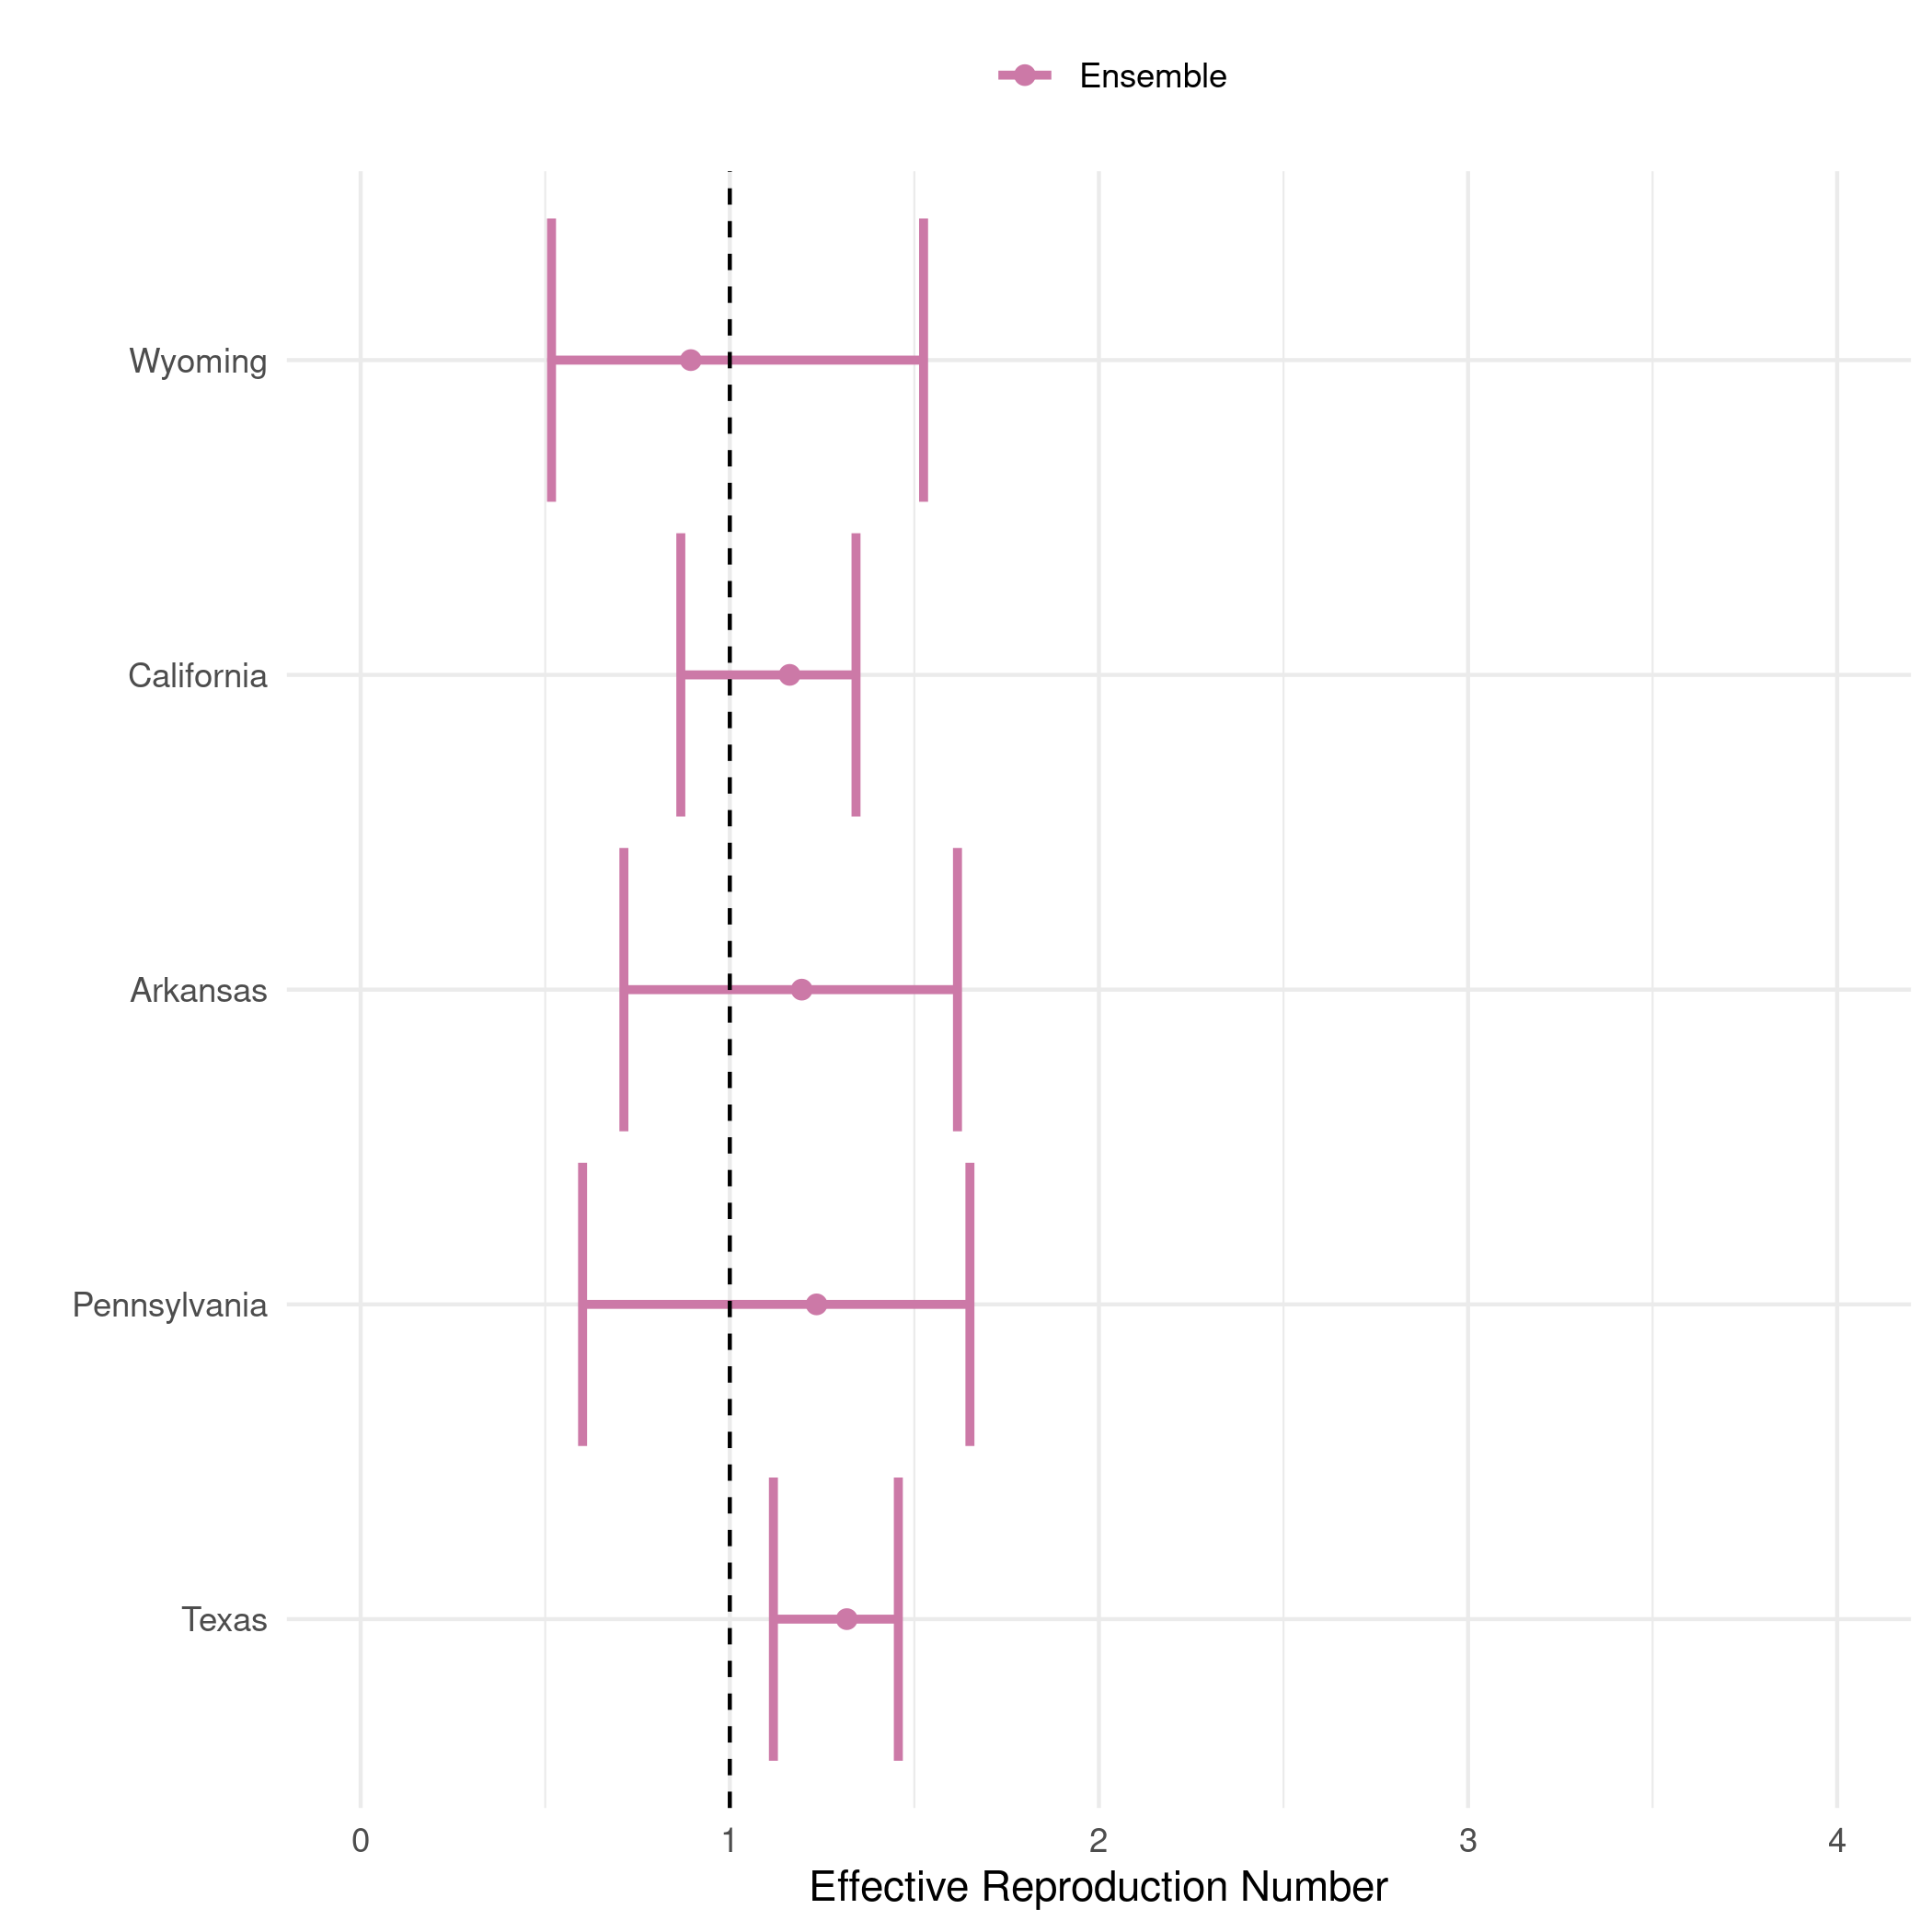 Ensemble
Wyoming
California
Arkansas
Pennsylvania
Texas
0 1 2 3 4
Effective Reproduction Number